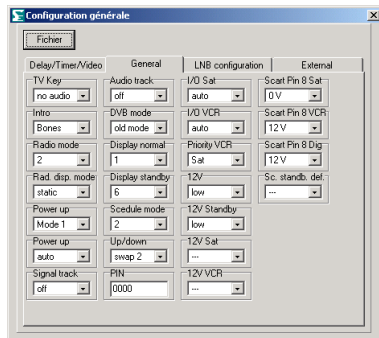 Configuration générale
Fichier
Delay/Timer/Video General LNB configuration External
TV Key Audio track I/O Sat Scart Pin 8 Sat
no audio off auto 0 V
Intro DVB mode I/O VCR Scart Pin 8 VCR
Bones old mode auto 12 V
Radio mode Display normal Priority VCR Scart Pin 8 Dig
2 1 Sat 12 V
Rad. disp. mode Display standby 12V Sc. standb. def.
static 6 low ---
Power up Scedule mode 12V Standby
Mode 1 2 low
Power up Up/down 12V Sat
auto swap 2 ---
Signal track PIN 12V VCR
off 0000 ---